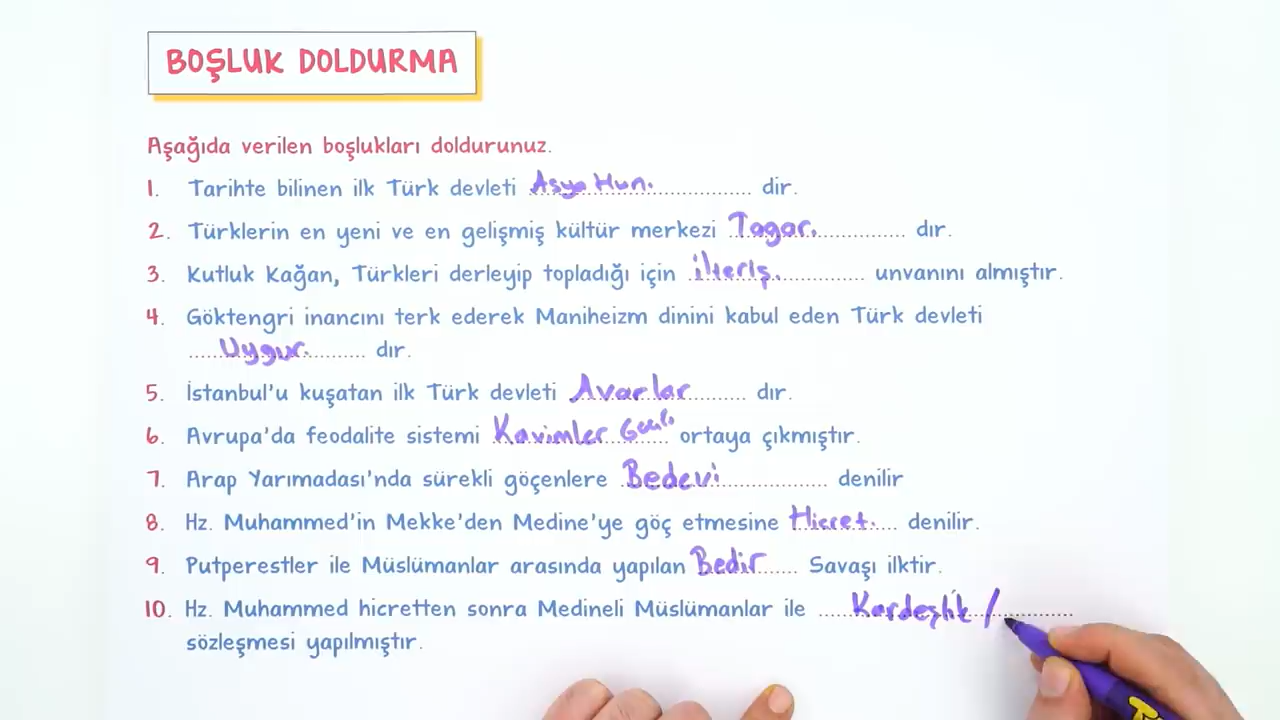 BOŞLUK DOLDURMA
Aşağıda verilen boşlukları doldurunuz.
1. Tarihte bilinen ilk Türk devleti Asya Hun. dir.
2. Türklerin en yeni ve en gelişmiş kültür merkezi Tagar. dır.
3. Kutluk Kağan, Türkleri derleyip topladığı için ilteriş. unvanını almıştır.
4. Göktengri inancını terk ederek Maniheizm dinini kabul eden Türk devleti
Uygur. dır.
5. İstanbul'u kuşatan ilk Türk devleti Avarlar dır.
6. Avrupa'da feodalite sistemi Kavimler ortaya çıkmıştır.
7. Arap Yarımadası'nda sürekli göçenlere Bedevi denilir
8. Hz. Muhammed'in Mekke'den Medine'ye göç etmesine Hicret. denilir.
9. Putperestler ile Müslümanlar arasında yapılan Bedir Savaşı ilktir.
10. Hz. Muhammed hicretten sonra Medineli Müslümanlar ile Kardeşlik /
sözleşmesi yapılmıştır.